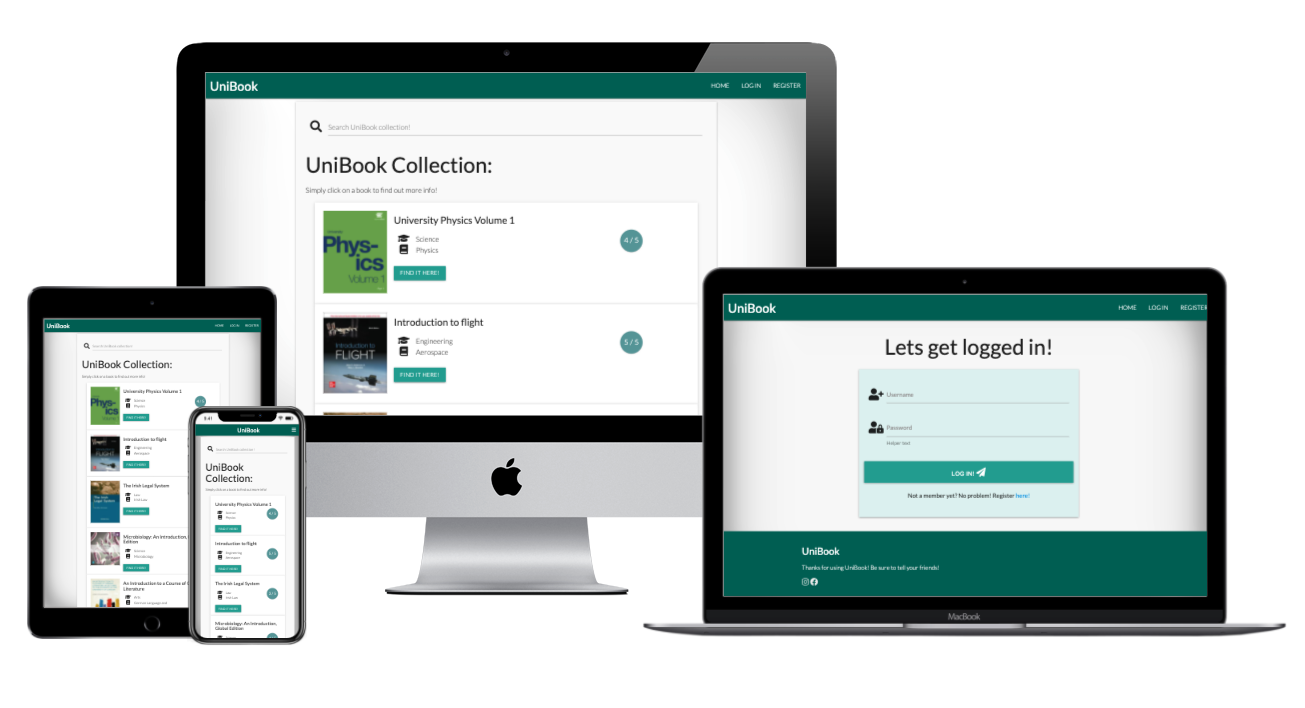 UniBook
HOME LOG IN REGISTER
Search UniBook collection!
UniBook Collection:
Simply click on a book to find out more info!
Phys-
ics
Volume 1
University Physics Volume 1
Science
Physics
4 / 5
FIND IT HERE!
Introduction to
FLIGHT
Introduction to flight
Engineering
Aerospace
5 / 5
FIND IT HERE!
UniBook
HOME LOG IN REGISTER
Search UniBook collection!
UniBook Collection:
Simply click on a book to find out more info!
Phys-
ics
University Physics Volume 1
Science
Physics
4 / 5
FIND IT HERE!
FLIGHT
Introduction to flight
Engineering
Aerospace
FIND IT HERE!
The Irish Legal System
Law
Irish Law
FIND IT HERE!
Microbiology: An Introduction,
Edition
Science
Microbiology
FIND IT HERE!
An Introduction to a Course of
Literature
Arts
9:41
UniBook
Search UniBook collection!
UniBook
Collection:
Simply click on a book to find out more info!
University Physics Volume 1
Science
Physics
4 / 5
FIND IT HERE!
Introduction to flight
Engineering
Aerospace
5 / 5
FIND IT HERE!
The Irish Legal System
Law
Irish Law
FIND IT HERE!
Microbiology: An Introduction,
Global Edition
UniBook
HOME LOG IN REGISTER
Lets get logged in!
Username
Password
Helper text
LOG IN!
Not a member yet? No problem! Register here!
UniBook
Thanks for using UniBook! Be sure to tell your friends!
MacBook